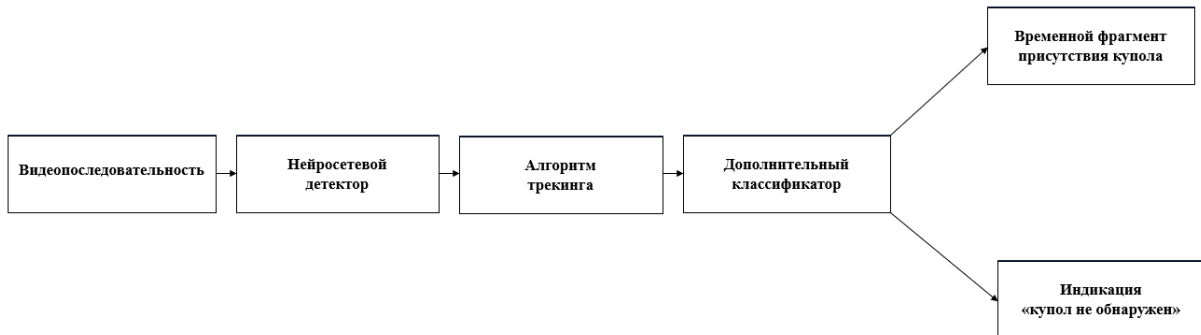 Временной фрагмент
присутствия купола
Видеопоследовательность
Нейросетевой
детектор
Алгоритм
трекинга
Дополнительный
классификатор
Индикация
«купол не обнаружен»